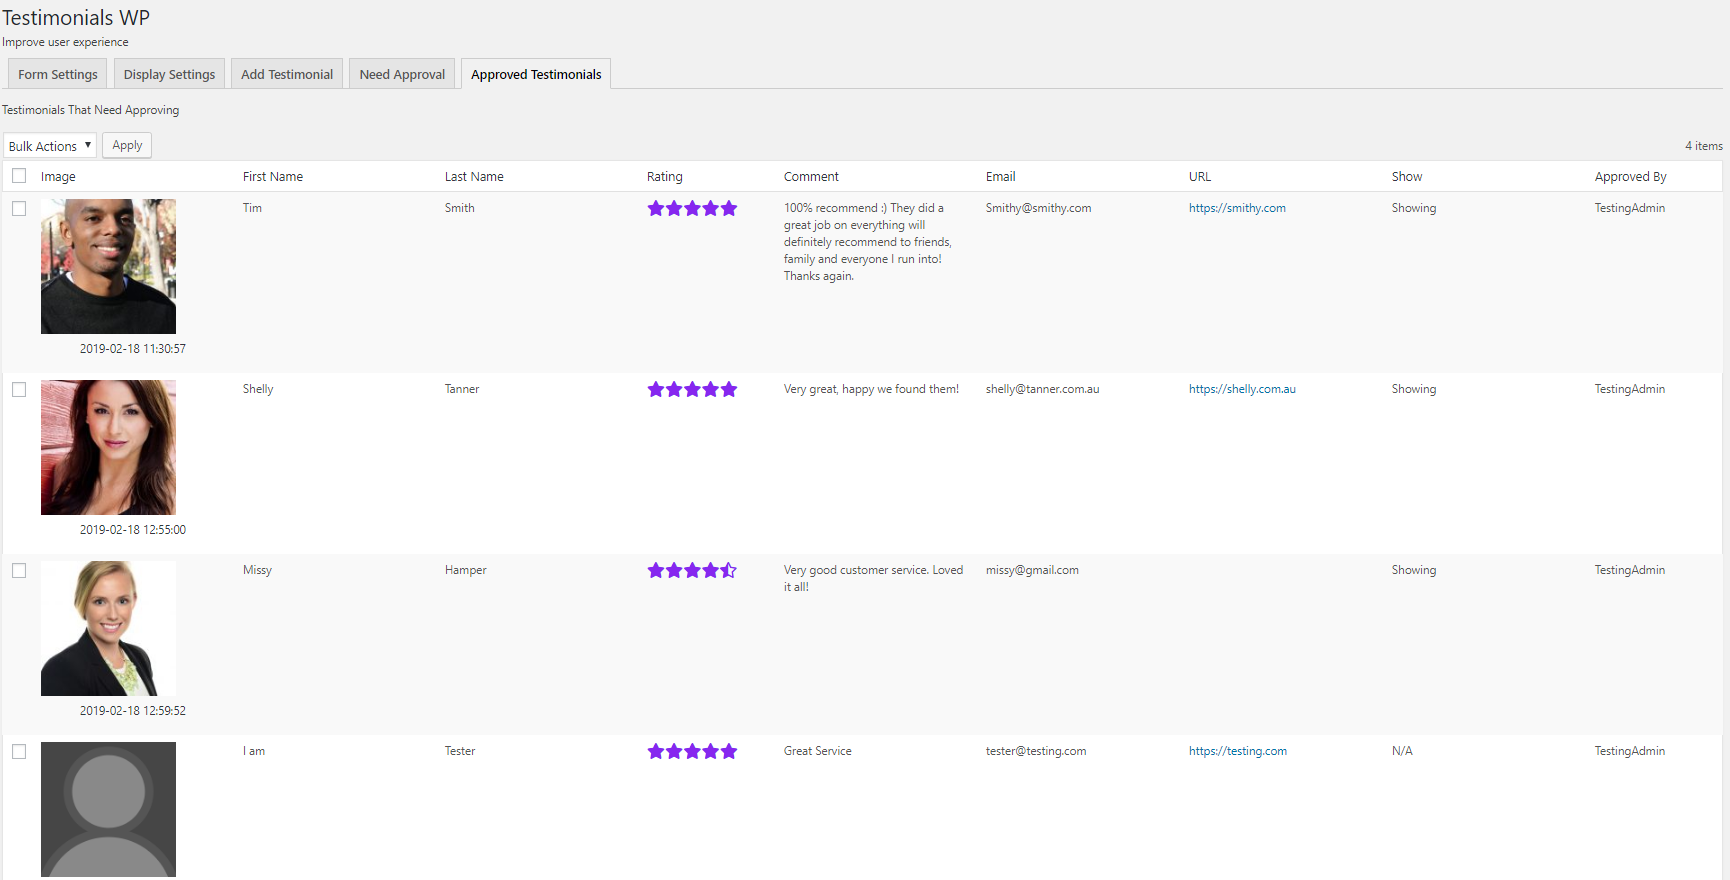 Testimonials WP
Improve user experience
Form Settings Display Settings Add Testimonial Need Approval Approved Testimonials
Testimonials That Need Approving
Bulk Actions Apply 4 items
Image First Name Last Name Rating Comment Email URL Show Approved By
Tim Smith 100% recommend :) They did a Smithy@smithy.com https://smithy.com Showing TestingAdmin
great job on everything will
definitely recommend to friends,
family and everyone I run into!
Thanks again.
2019-02-18 11:30:57
Shelly Tanner Very great, happy we found them! shelly@tanner.com.au https://shelly.com.au Showing TestingAdmin
2019-02-18 12:55:00
Missy Hamper Very good customer service. Loved missy@gmail.com Showing TestingAdmin
it all!
2019-02-18 12:59:52
I am Tester Great Service tester@testing.com https://testing.com N/A TestingAdmin